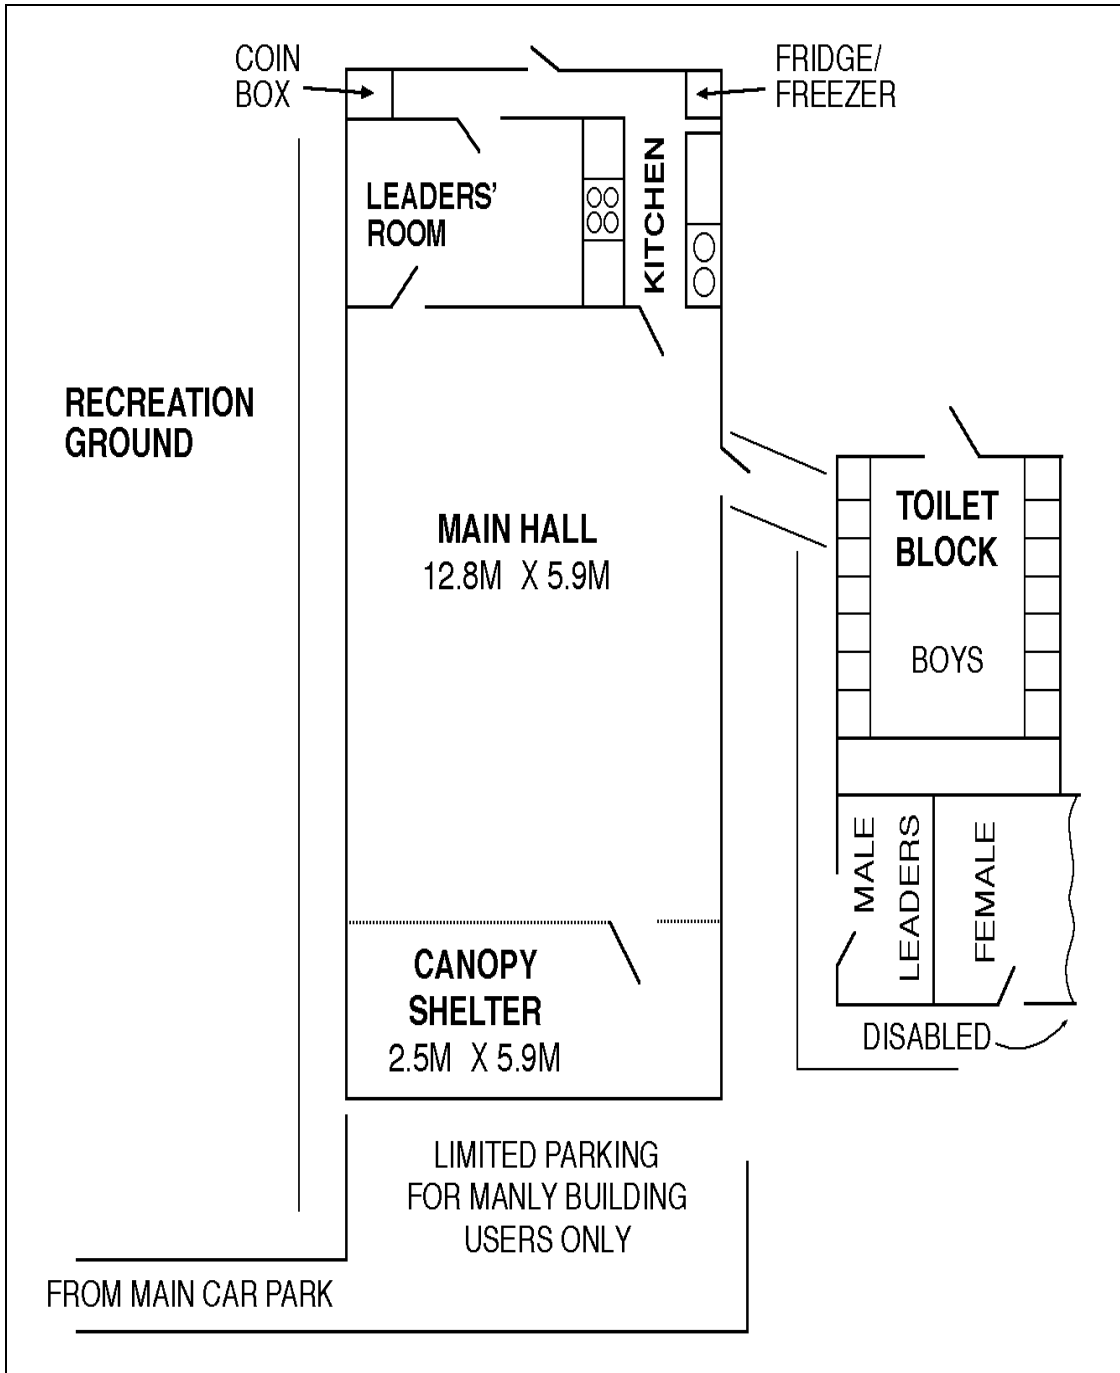 COIN
BOX
FRIDGE/
FREEZER
KITCHEN
LEADERS’
ROOM
RECREATION
GROUND
MAIN HALL
12.8M X 5.9M
TOILET
BLOCK
BOYS
MALE
LEADERS
FEMALE
CANOPY
SHELTER
2.5M X 5.9M
DISABLED
LIMITED PARKING
FOR MANLY BUILDING
USERS ONLY
FROM MAIN CAR PARK